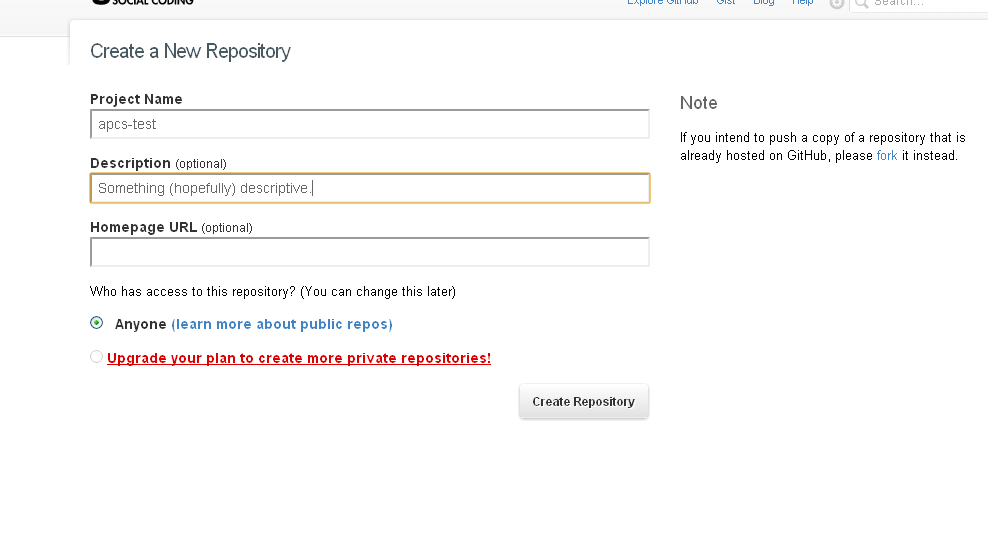 SOCIAL CODING
Explore GitHub Gist Blog Help Search...
Create a New Repository
Project Name
apcs-test
Description (optional)
Something (hopefully) descriptive.
Homepage URL (optional)
Who has access to this repository? (You can change this later)
Anyone (learn more about public repos)
Upgrade your plan to create more private repositories!
Create Repository
Note
If you intend to push a copy of a repository that is
already hosted on GitHub, please fork it instead.